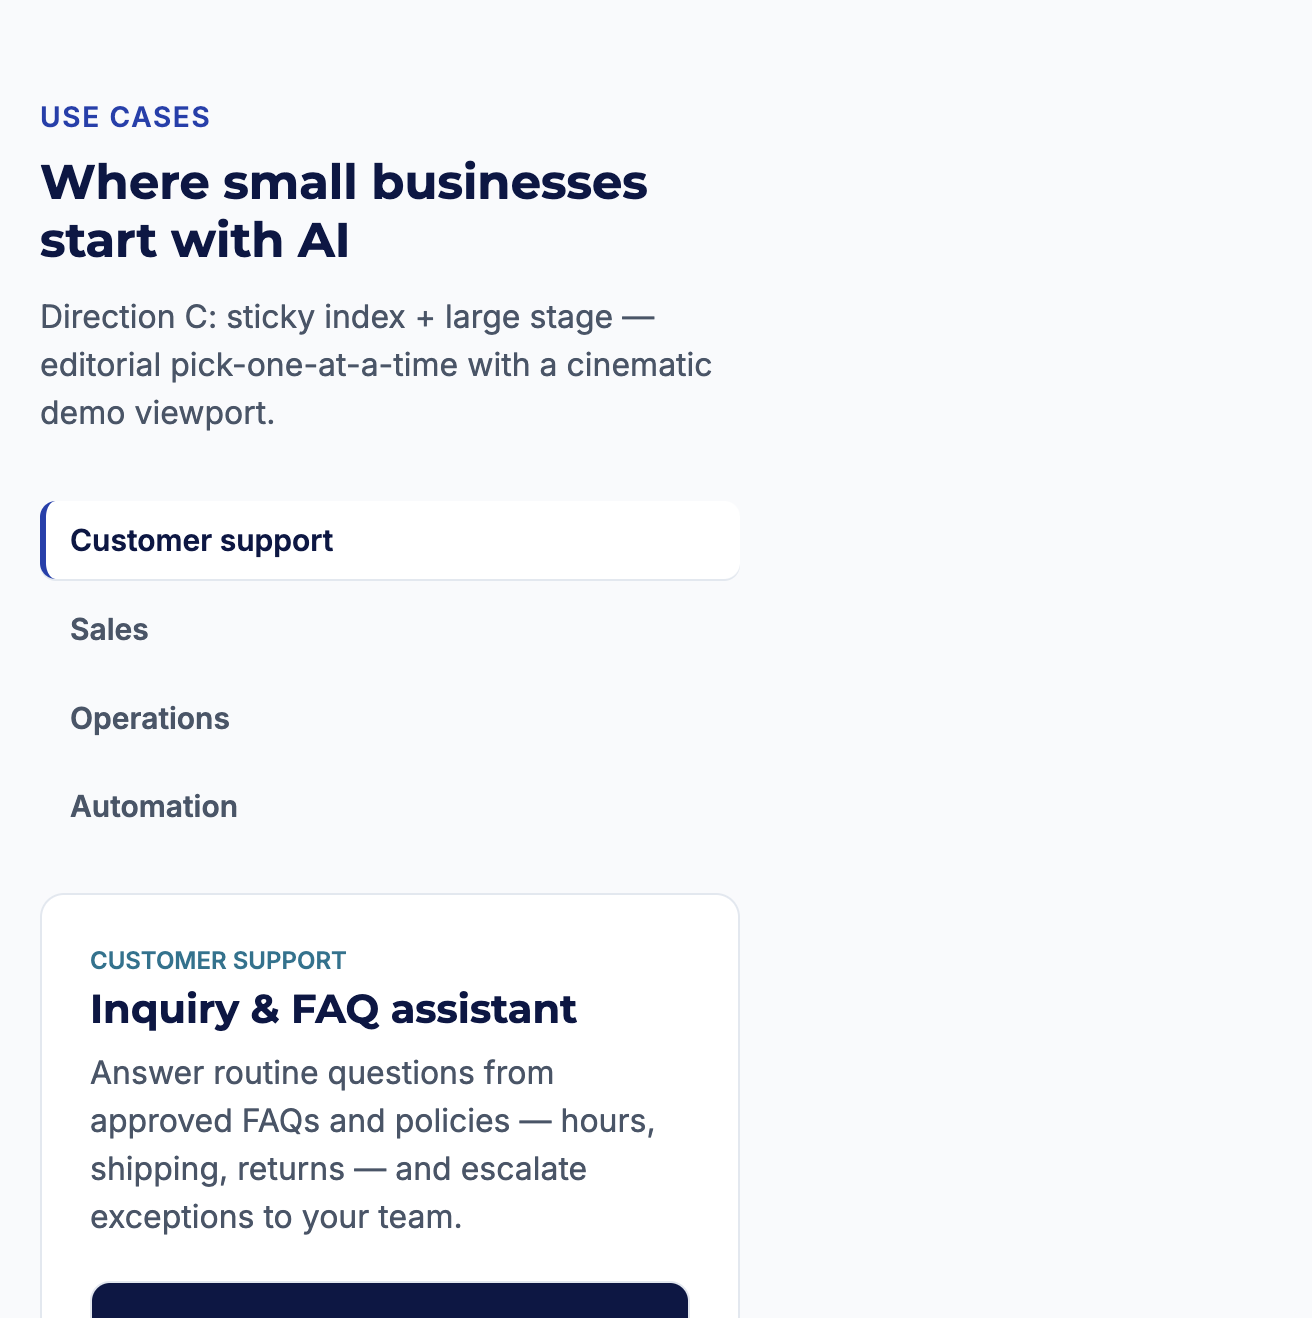 USE CASES
Where small businesses
start with AI
Direction C: sticky index + large stage —
editorial pick-one-at-a-time with a cinematic
demo viewport.
Customer support
Sales
Operations
Automation
CUSTOMER SUPPORT
Inquiry & FAQ assistant
Answer routine questions from
approved FAQs and policies — hours,
shipping, returns — and escalate
exceptions to your team.